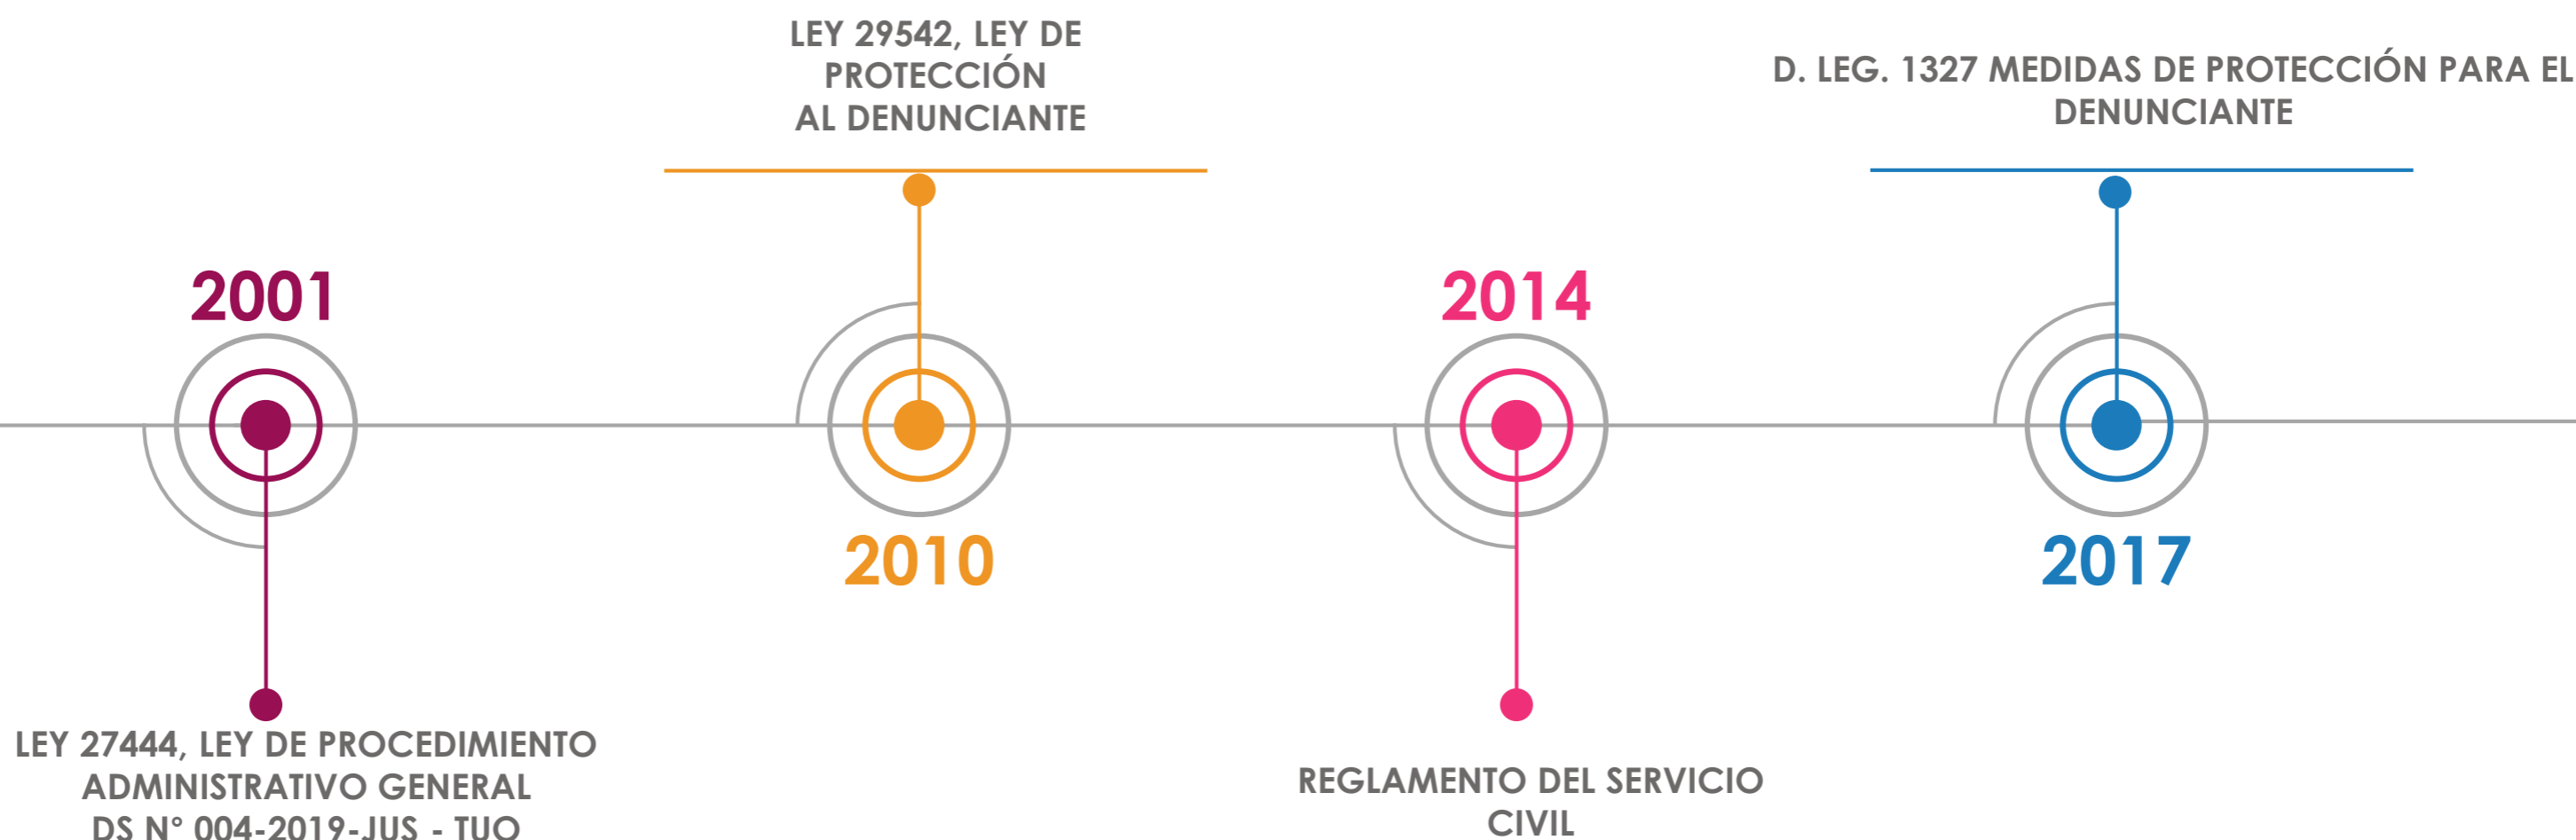 2001
LEY 27444, LEY DE PROCEDIMIENTO
ADMINISTRATIVO GENERAL
DS N° 004-2019-JUS - TUO
LEY 29542, LEY DE
PROTECCIÓN
AL DENUNCIANTE
2010
2014
REGLAMENTO DEL SERVICIO
CIVIL
D. LEG. 1327 MEDIDAS DE PROTECCIÓN PARA EL
DENUNCIANTE
2017